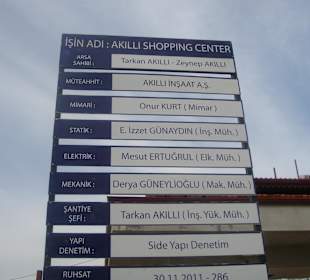 İŞİN ADI : AKILLI SHOPPING CENTER
ARSA SAHİBİ : Tarkan AKILLI - Zeynep AKILLI
MÜTEAHHİT : AKILLI İNŞAAT A.Ş.
MİMARİ : Onur KURT ( Mimar )
STATİK : E. İzzet GÜNAYDIN ( İnş. Müh. )
ELEKTRİK : Mesut ERTUĞRUL ( Elk. Müh. )
MEKANİK : Derya GÜNEYLİOĞLU ( Mak. Müh. )
ŞANTİYE ŞEFİ : Tarkan AKILLI ( İnş. Yük. Müh. )
YAPI DENETİM : Side Yapı Denetim
RUHSAT 30.11.2011 - 286